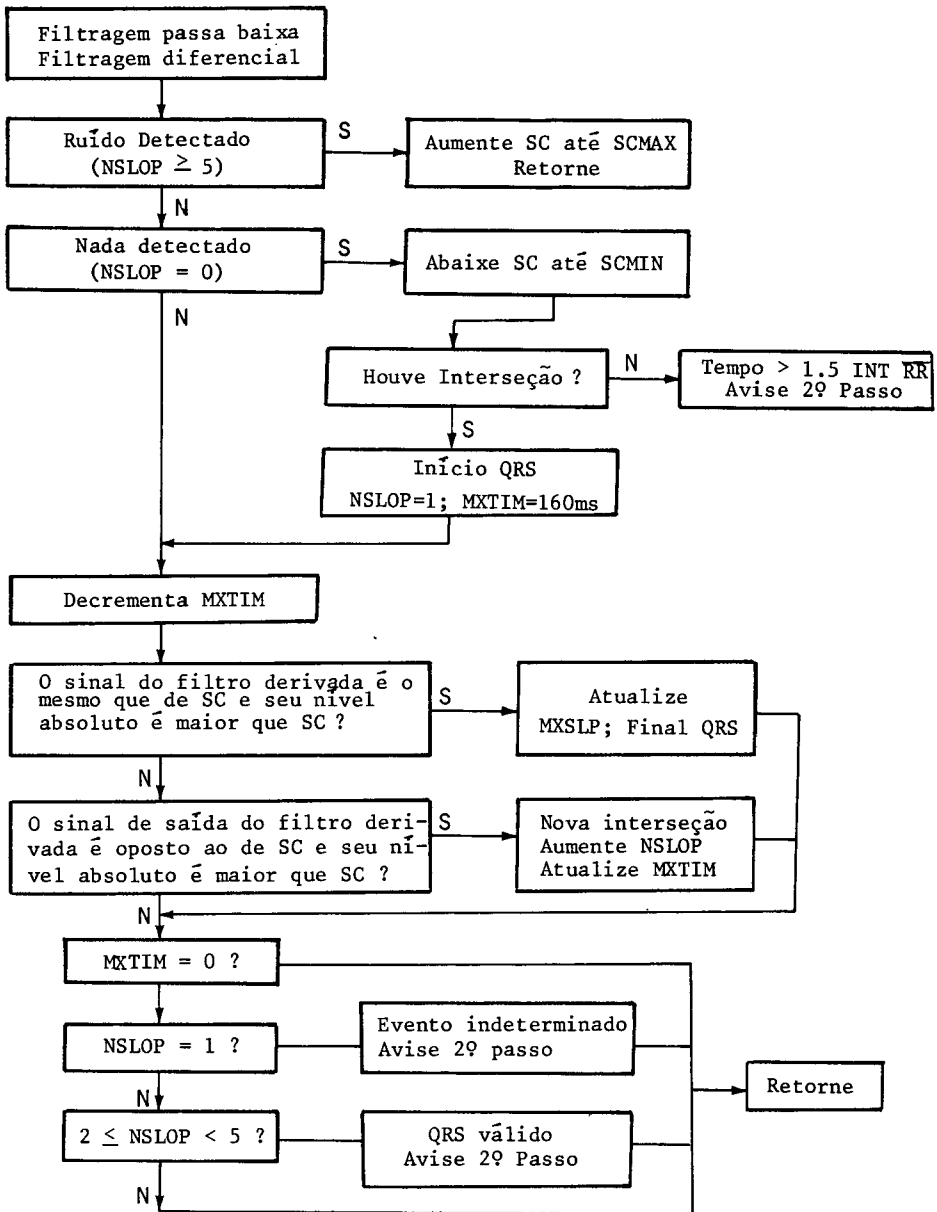 Filtragem passa baixa
Filtragem diferencial
Ruído Detectado
(NSLOP ≥ 5)
S
Aumente SC até SCMAX
Retorne
N
Nada detectado
(NSLOP = 0)
S
Abaixe SC até SCMIN
N
Houve Interseção ?
N
Tempo > 1.5 INT R̅R̅
Avise 2º Passo
S
Início QRS
NSLOP=1; MXTIM=160ms
Decrementa MXTIM
O sinal do filtro derivada é o
mesmo que de SC e seu nível
absoluto é maior que SC ?
S
Atualize
MXSLP; Final QRS
N
O sinal de saída do filtro deri-
vada é oposto ao de SC e seu ní-
vel absoluto é maior que SC ?
S
Nova interseção
Aumente NSLOP
Atualize MXTIM
N
MXTIM = 0 ?
NSLOP = 1 ?
Evento indeterminado
Avise 2º passo
Retorne
N
2 ≤ NSLOP < 5 ?
QRS válido
Avise 2º Passo
N